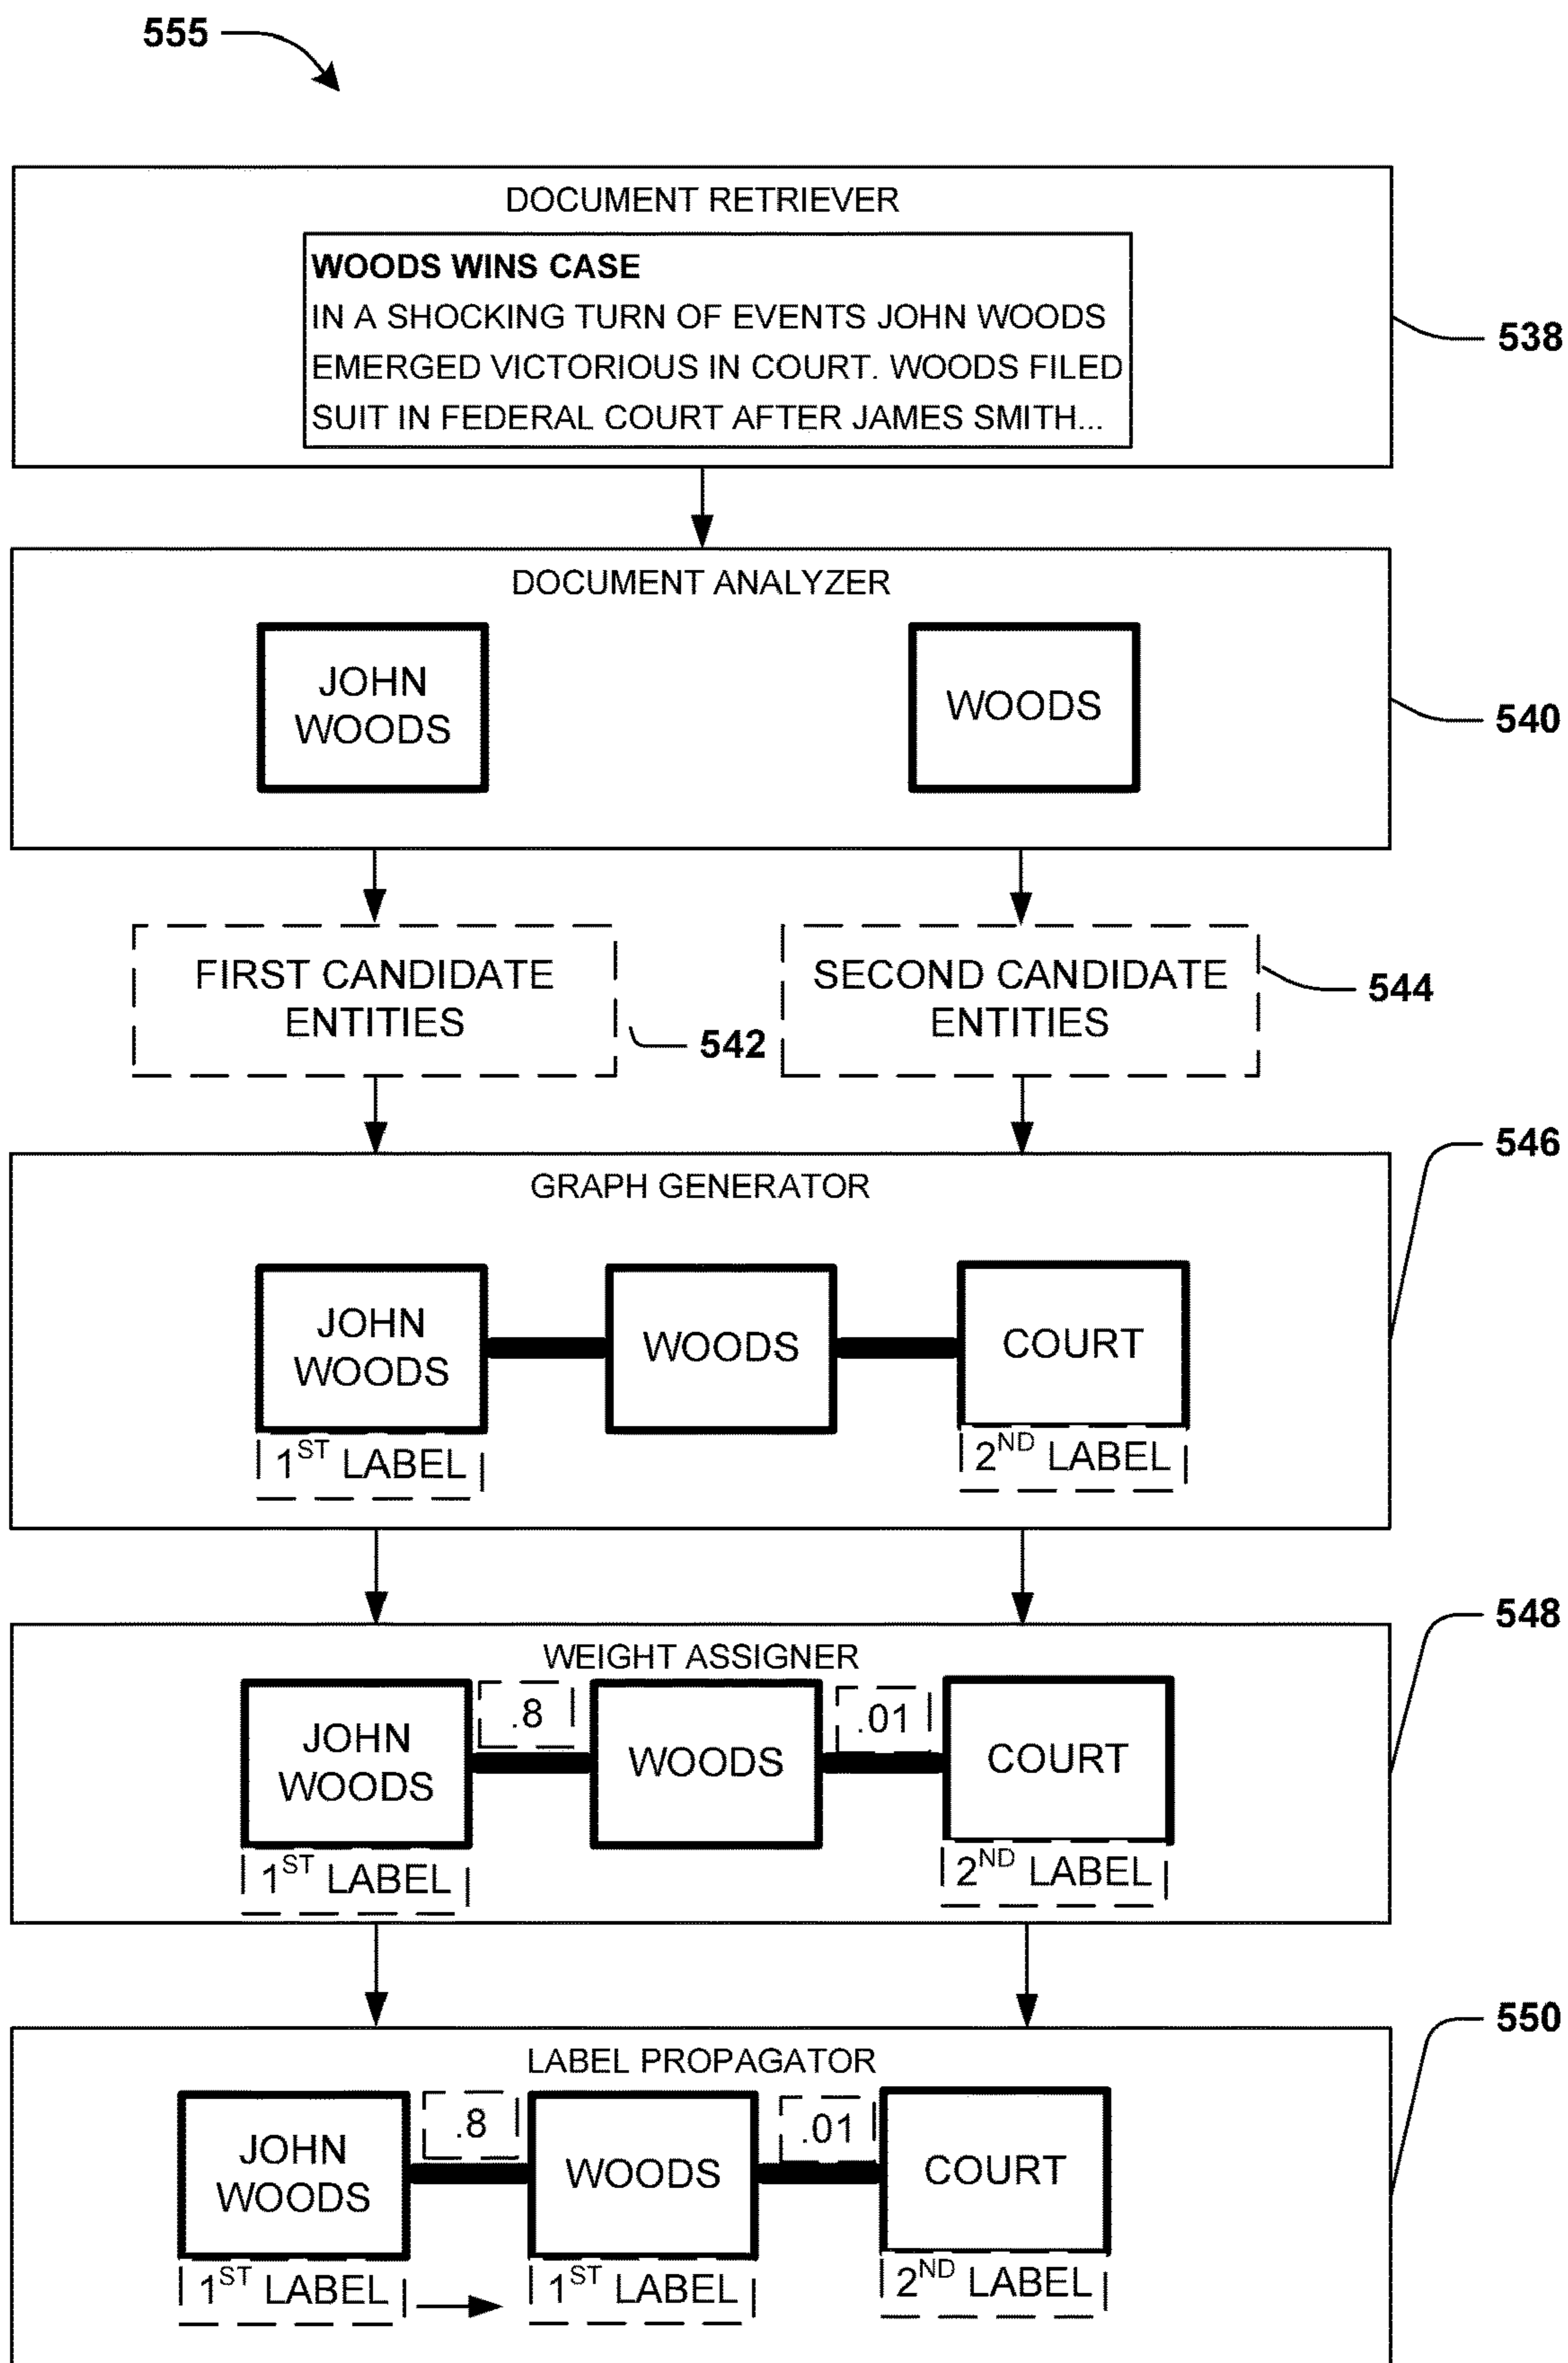 555
DOCUMENT RETRIEVER
WOODS WINS CASE
IN A SHOCKING TURN OF EVENTS JOHN WOODS
EMERGED VICTORIOUS IN COURT. WOODS FILED
SUIT IN FEDERAL COURT AFTER JAMES SMITH...
538
DOCUMENT ANALYZER
JOHN
WOODS
WOODS
540
FIRST CANDIDATE
ENTITIES
542
SECOND CANDIDATE
ENTITIES
544
546
GRAPH GENERATOR
JOHN
WOODS
WOODS
COURT
1ST LABEL
2ND LABEL
548
WEIGHT ASSIGNER
.8
.01
JOHN
WOODS
WOODS
COURT
1ST LABEL
2ND LABEL
550
LABEL PROPAGATOR
.8
.01
JOHN
WOODS
WOODS
COURT
1ST LABEL
1ST LABEL
2ND LABEL